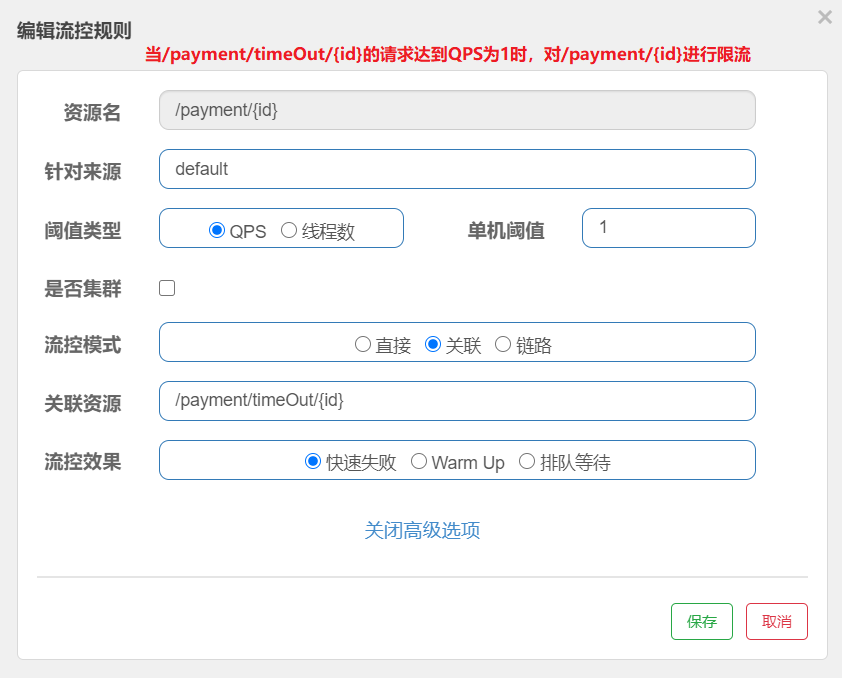 编辑流控规则
×
当/payment/timeOut/{id}的请求达到QPS为1时，对/payment/{id}进行限流
资源名 /payment/{id}
针对来源 default
阈值类型 QPS 线程数 单机阈值 1
是否集群
流控模式 直接 关联 链路
关联资源 /payment/timeOut/{id}
流控效果 快速失败 Warm Up 排队等待
关闭高级选项
保存 取消